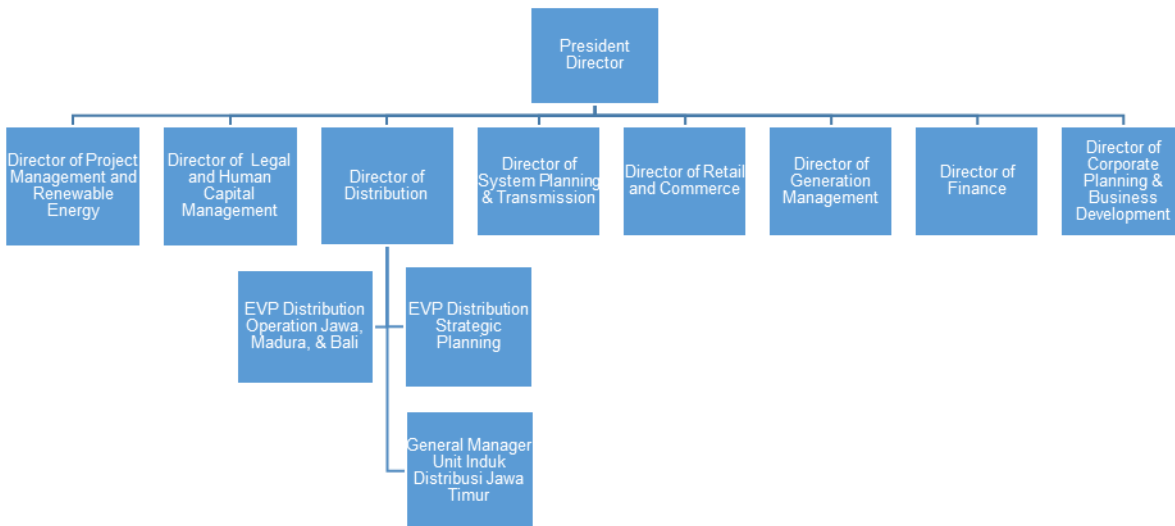 President
Director
Director of Project
Management and
Renewable
Energy
Director of Legal
and Human
Capital
Management
Director of
Distribution
Director of
System Planning
& Transmission
Director of Retail
and Commerce
Director of
Generation
Management
Director of
Finance
Director of
Corporate
Planning &
Business
Development
EVP Distribution
Operation Jawa,
Madura, & Bali
EVP Distribution
Strategic
Planning
General Manager
Unit Induk
Distribusi Jawa
Timur